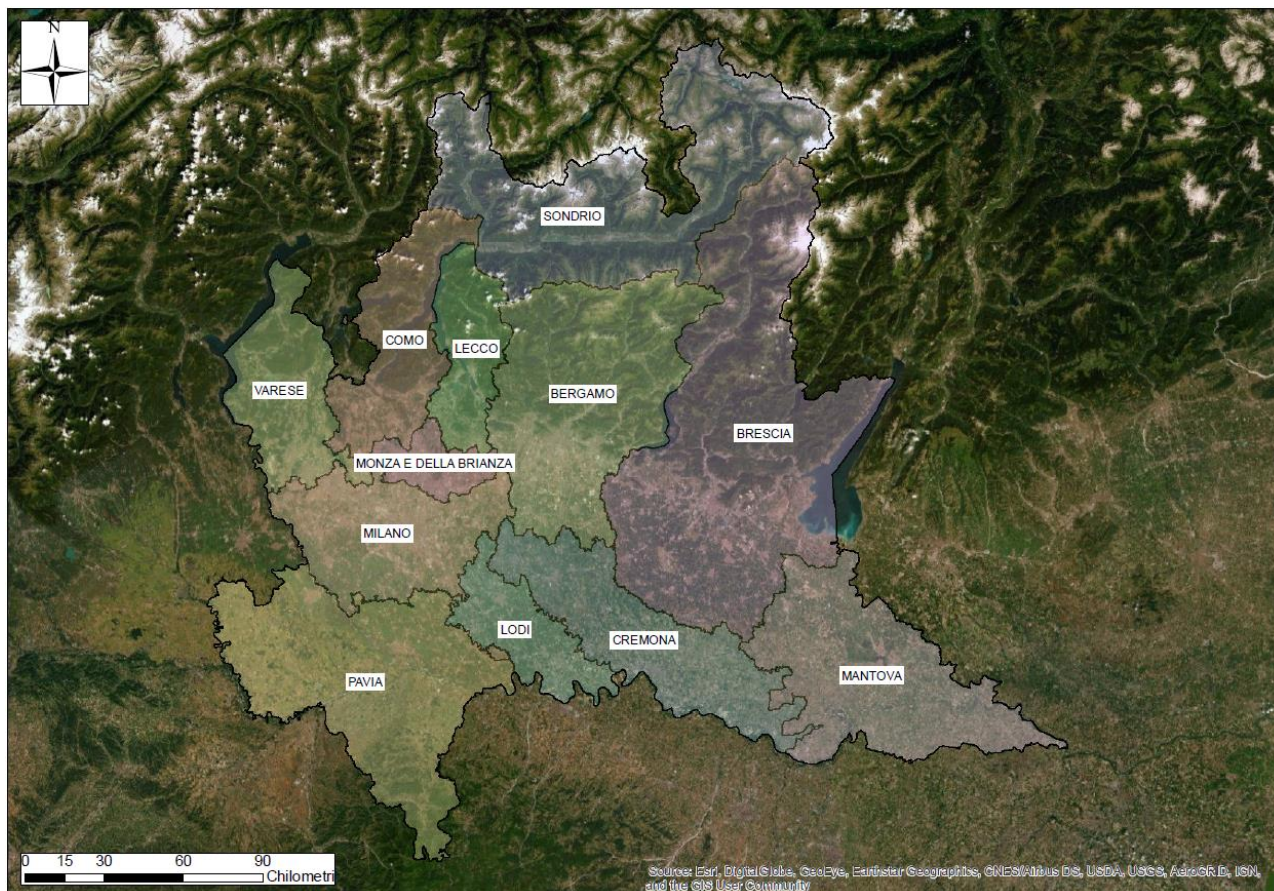 N
SONDRIO
COMO
LECCO
VARESE
BERGAMO
BRESCIA
MONZA E DELLA BRIANZA
MILANO
LODI
CREMONA
MANTOVA
PAVIA
0 15 30 60 90
Chilometri
Source: Esri, DigitalGlobe, GeoEye, Earthstar Geographics, CNES/Airbus DS, USDA, USGS, AeroGRID, IGN,
and the GIS User Community